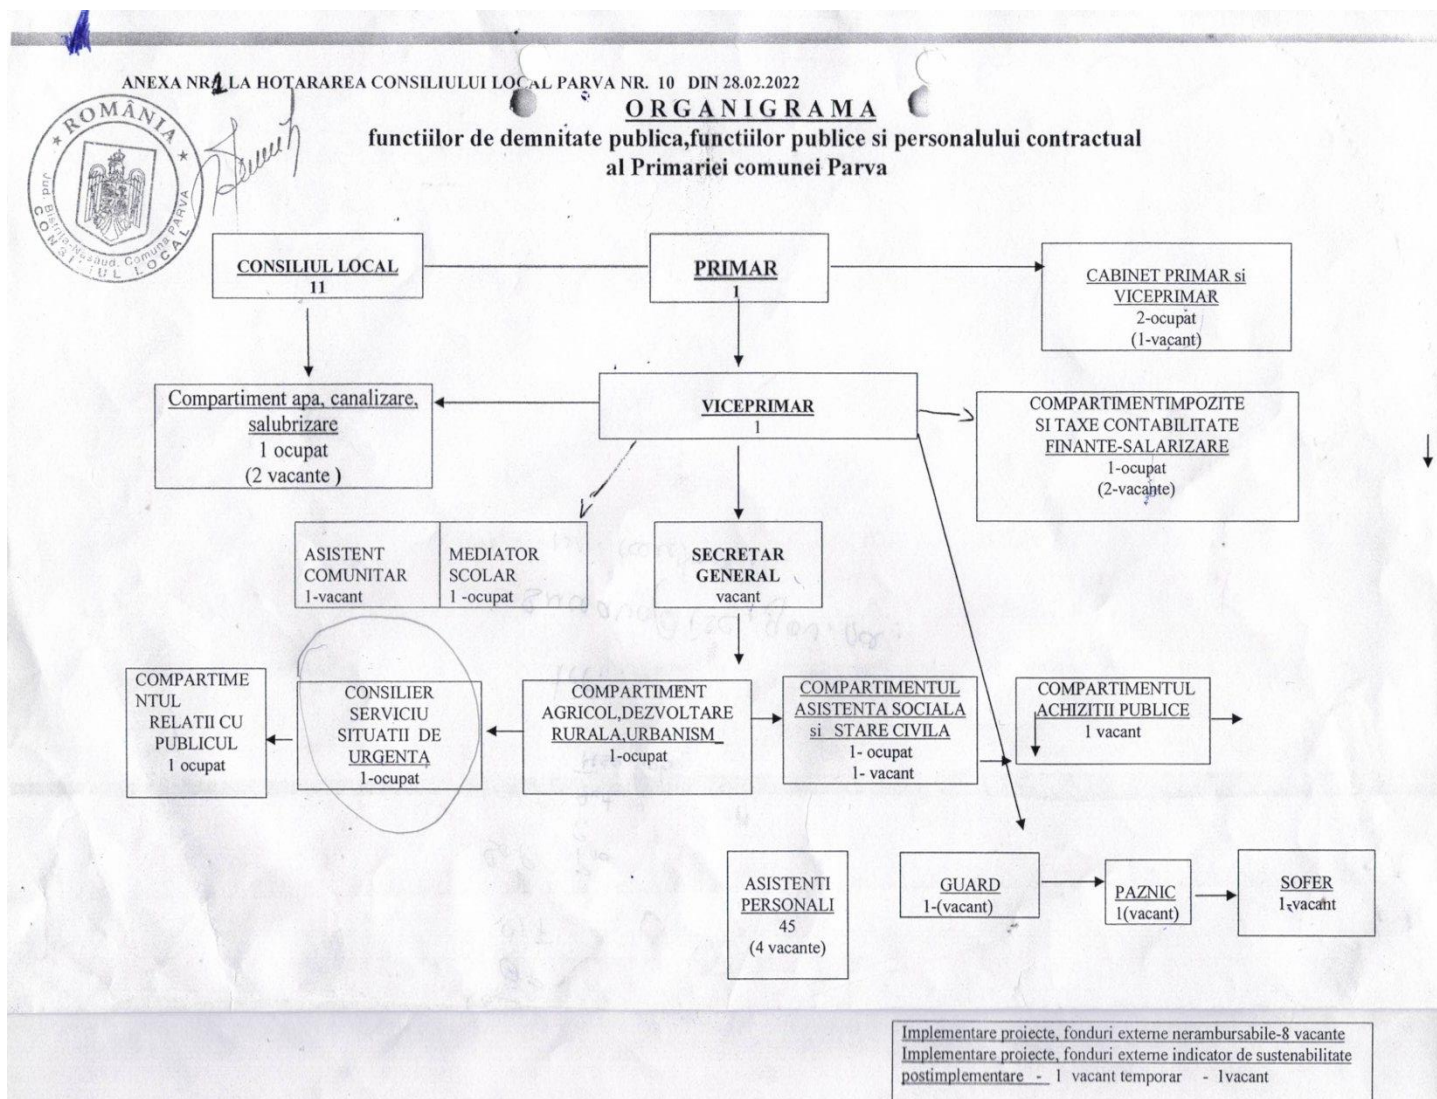 ANEXA NR LA HOTARAREA CONSILIULUI LOCAL PARVA NR. 10 DIN 28.02.2022
ORGANIGRAMA
functiilor de demnitate publica,functiilor publice si personalului contractual
al Primariei comunei Parva
ROMÂNIA
Jud. Bistrița-Năsăud, Comuna PARVA
CONSILIUL LOCAL
CONSILIUL LOCAL
11
PRIMAR
1
CABINET PRIMAR si
VICEPRIMAR
2-ocupat
(1-vacant)
Compartiment apa, canalizare,
salubrizare
1 ocupat
(2 vacante )
VICEPRIMAR
1
COMPARTIMENTIMPOZITE
SI TAXE CONTABILITATE
FINANTE-SALARIZARE
1-ocupat
(2-vacante)
ASISTENT
COMUNITAR
1-vacant
MEDIATOR
SCOLAR
1 -ocupat
SECRETAR
GENERAL
vacant
COMPARTIME
NTUL
RELATII CU
PUBLICUL
1 ocupat
CONSILIER
SERVICIU
SITUATII DE
URGENTA
1-ocupat
COMPARTIMENT
AGRICOL,DEZVOLTARE
RURALA,URBANISM
1-ocupat
COMPARTIMENTUL
ASISTENTA SOCIALA
si STARE CIVILA
1- ocupat
1- vacant
COMPARTIMENTUL
ACHIZITII PUBLICE
1 vacant
ASISTENTI
PERSONALI
45
(4 vacante)
GUARD
1-(vacant)
PAZNIC
1(vacant)
SOFER
1-vacant
Implementare proiecte, fonduri externe nerambursabile-8 vacante
Implementare proiecte, fonduri externe indicator de sustenabilitate
postimplementare - 1 vacant temporar - 1vacant